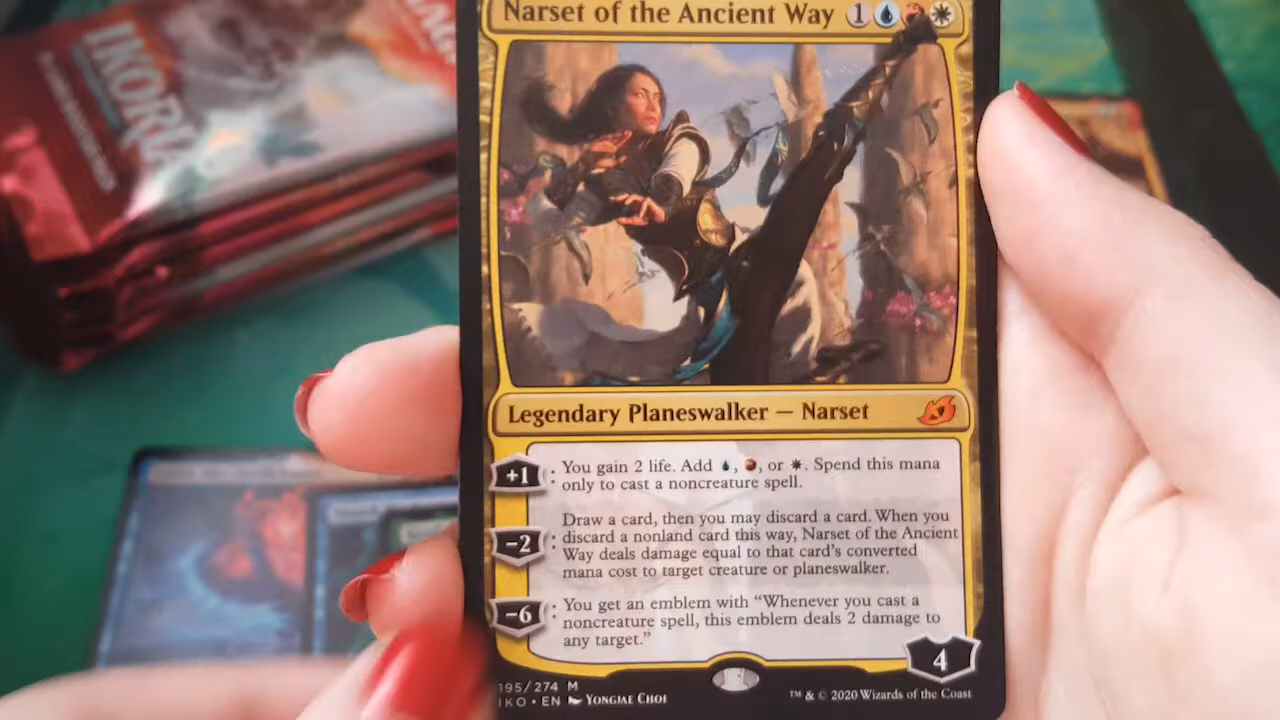 Narset of the Ancient Way 1
IKORIA
Legendary Planeswalker — Narset
+1: You gain 2 life. Add , , or . Spend this mana
only to cast a noncreature spell.
Draw a card, then you may discard a card. When you
−2: discard a nonland card this way, Narset of the Ancient
Way deals damage equal to that card's converted
mana cost to target creature or planeswalker.
−6: You get an emblem with “Whenever you cast a
noncreature spell, this emblem deals 2 damage to
any target.”
4
195/274 M
IKO • EN YONGJAE CHOI
™ & © 2020 Wizards of the Coast